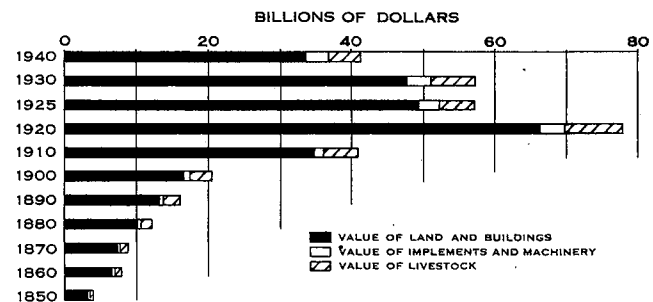 BILLIONS OF DOLLARS
0 20 40 60 80
1940
1930
1925
1920
1910
1900
1890
1880
1870
1860
1850
VALUE OF LAND AND BUILDINGS
VALUE OF IMPLEMENTS AND MACHINERY
VALUE OF LIVESTOCK